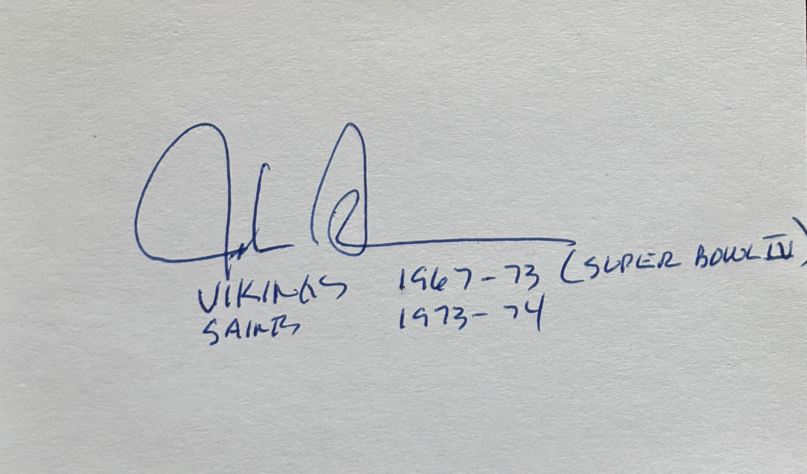 VIKINGS 1967-73 (SUPER BOWL IV)
SAINTS 1973-74